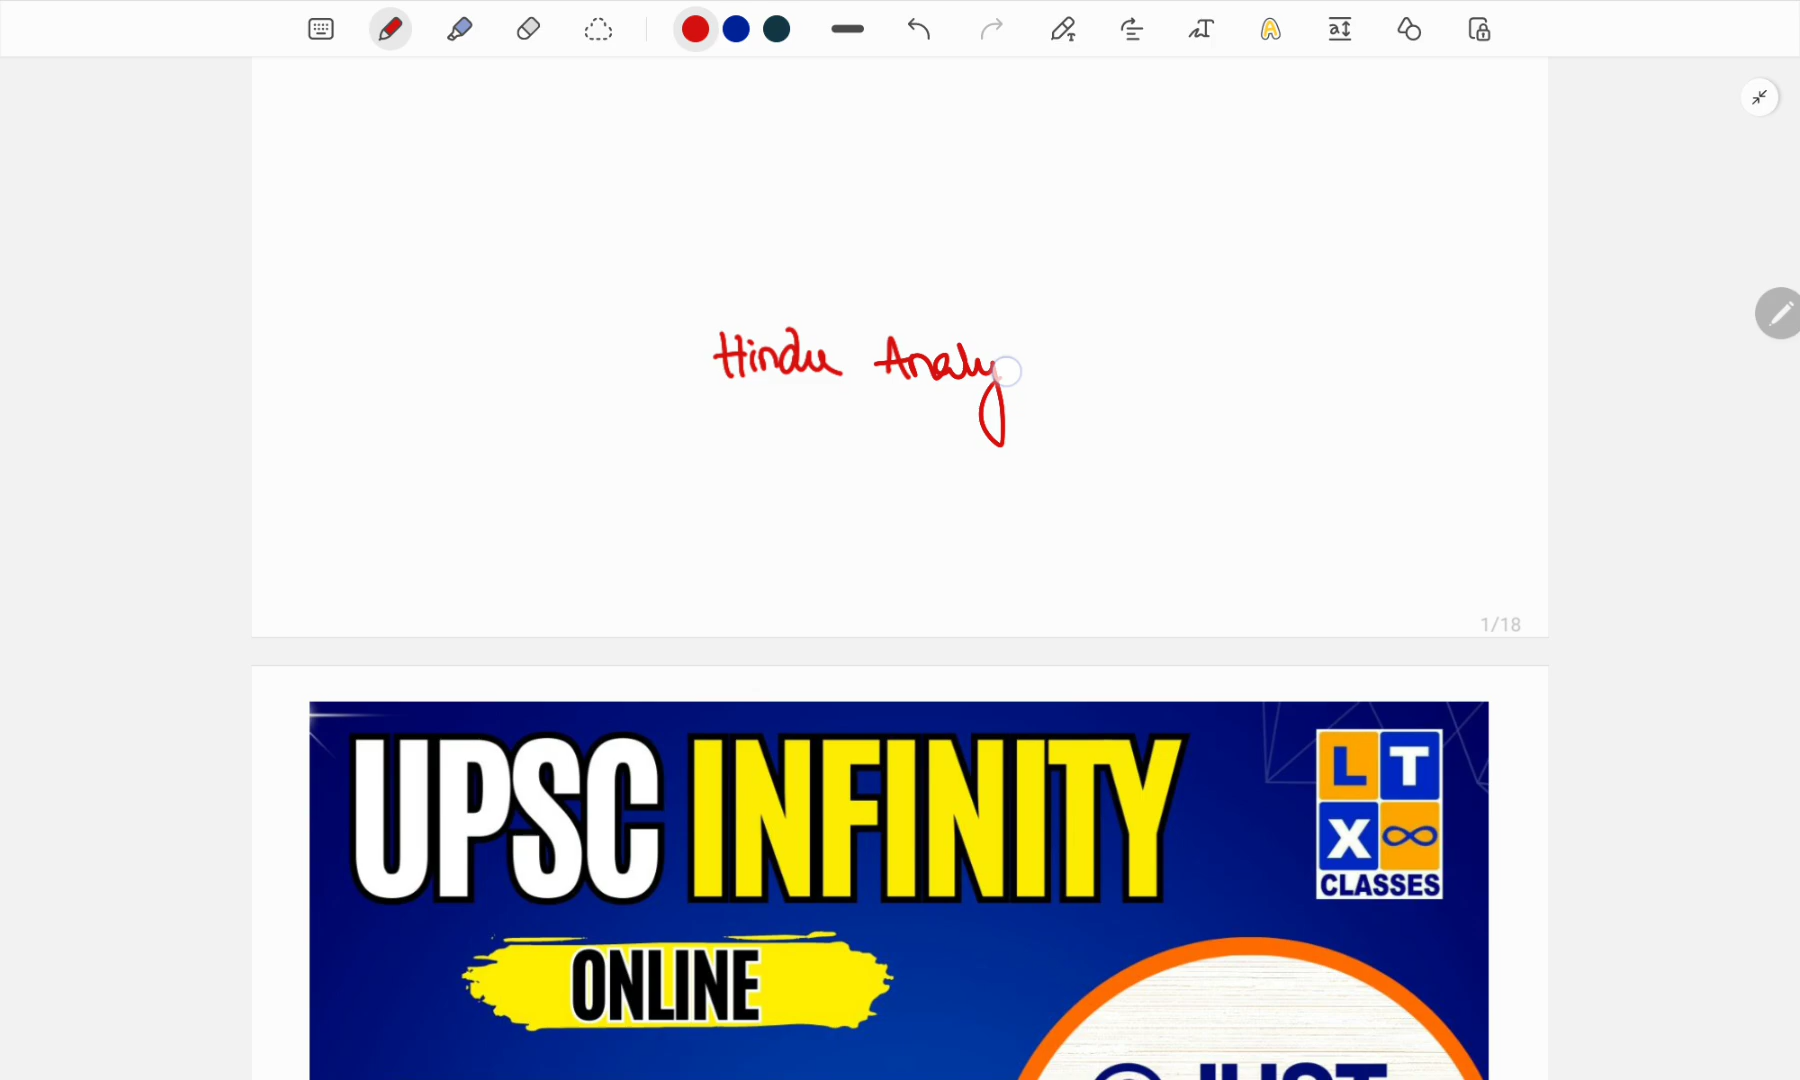 Hindu Analy
1/18
UPSC INFINITY
L T
X ∞
CLASSES
ONLINE